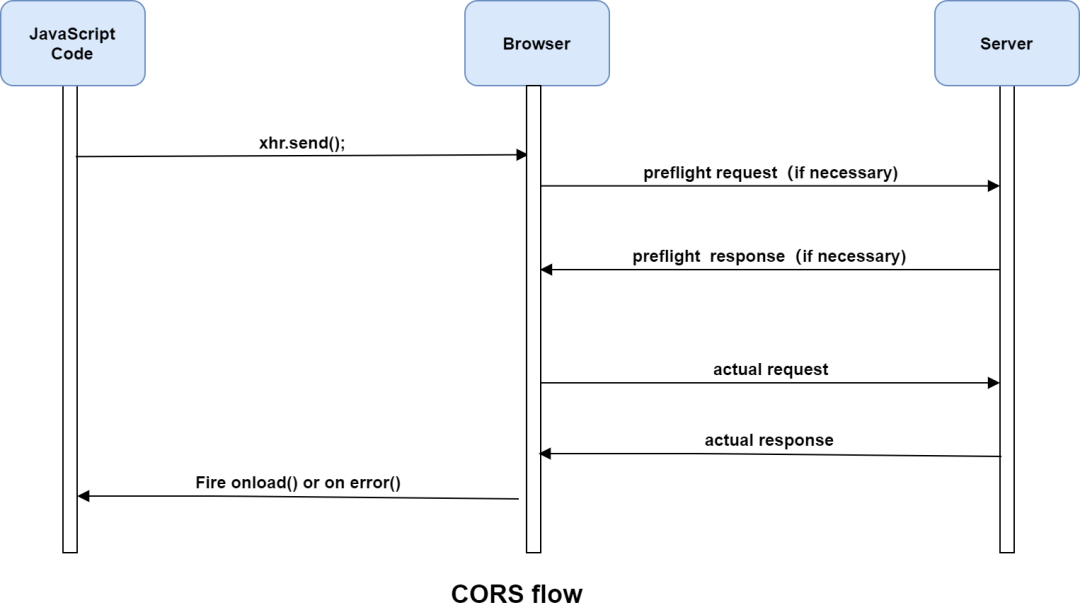 JavaScript
Code
Browser
Server
xhr.send();
preflight request（if necessary)
preflight  response（if necessary)
actual request
actual response
Fire onload() or on error()
CORS flow